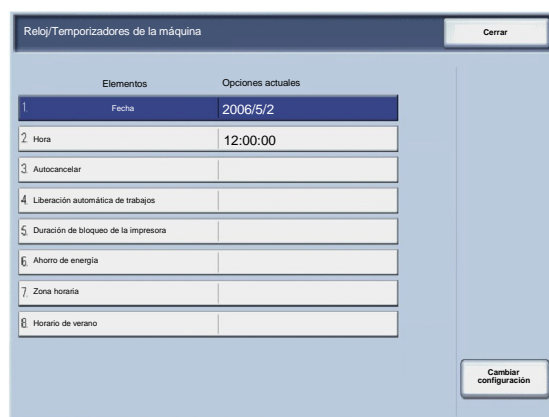 Reloj/Temporizadores de la máquina
Cerrar
Elementos
Opciones actuales
1. Fecha
2006/5/2
2. Hora
12:00:00
3. Autocancelar
4. Liberación automática de trabajos
5. Duración de bloqueo de la impresora
6. Ahorro de energía
7. Zona horaria
8. Horario de verano
Cambiar
configuración